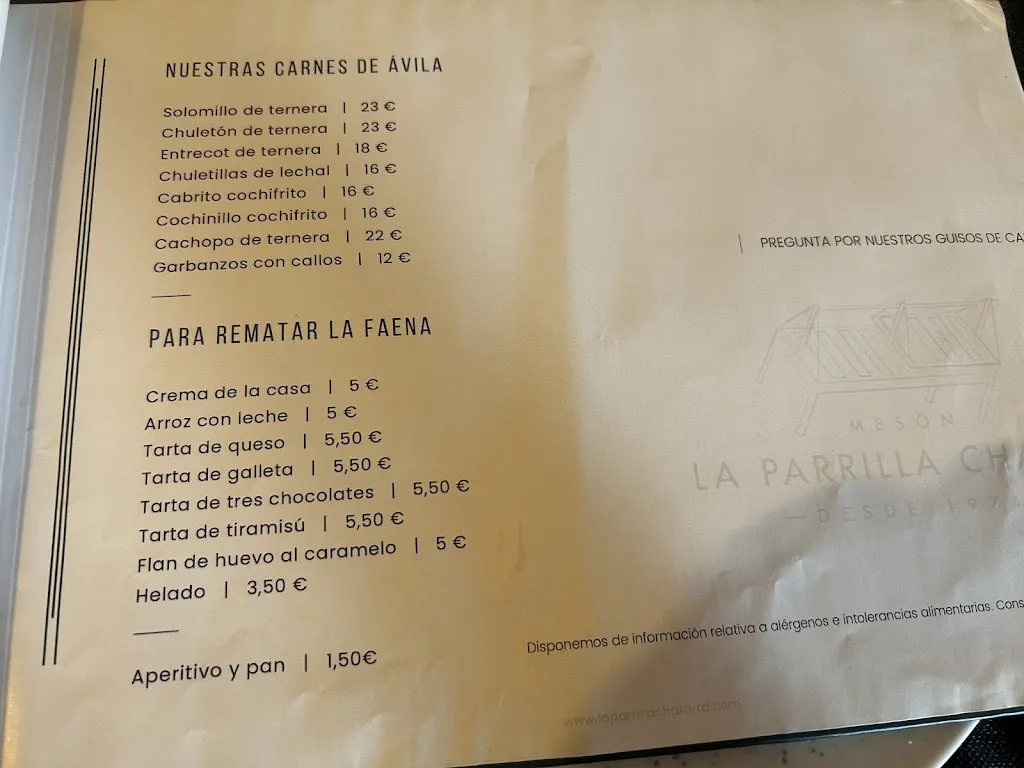 NUESTRAS CARNES DE ÁVILA
Solomillo de ternera | 23 €
Chuletón de ternera | 23 €
Entrecot de ternera | 18 €
Chuletillas de lechal | 16 €
Cabrito cochifrito | 16 €
Cochinillo cochifrito | 16 €
Cachopo de ternera | 22 €
Garbanzos con callos | 12 €
PARA REMATAR LA FAENA
Crema de la casa | 5 €
Arroz con leche | 5 €
Tarta de queso | 5,50 €
Tarta de galleta | 5,50 €
Tarta de tres chocolates | 5,50 €
Tarta de tiramisú | 5,50 €
Flan de huevo al caramelo | 5 €
Helado | 3,50 €
Aperitivo y pan | 1,50€
| PREGUNTA POR NUESTROS GUISOS DE
MESÓN
LA PARRILLA
DESDE
Disponemos de información relativa a alérgenos e intolerancias alimentarias.